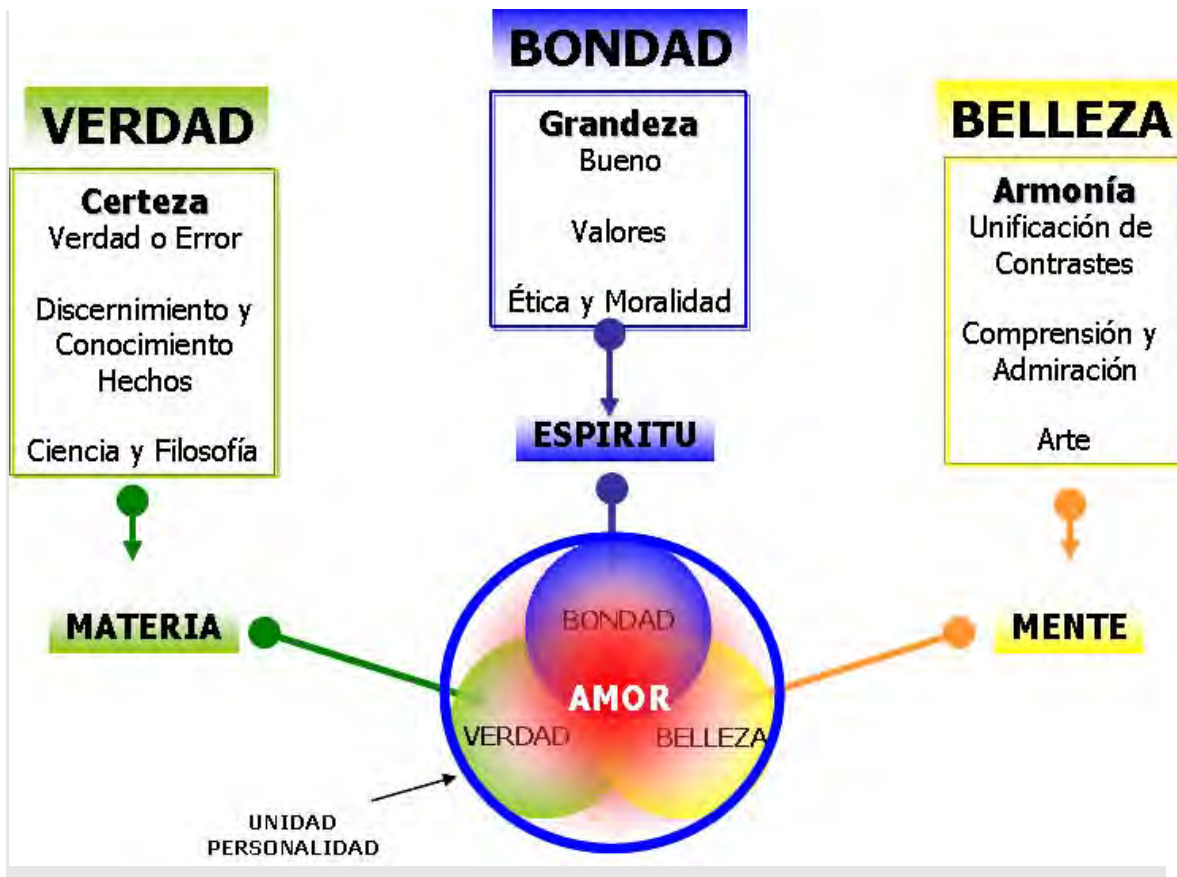 VERDAD
Certeza
Verdad o Error
Discernimiento y
Conocimiento
Hechos
Ciencia y Filosofía
MATERIA
BONDAD
Grandeza
Bueno
Valores
Ética y Moralidad
ESPIRITU
BELLEZA
Armonía
Unificación de
Contrastes
Comprensión y
Admiración
Arte
MENTE
BONDAD
AMOR
VERDAD
BELLEZA
UNIDAD
PERSONALIDAD